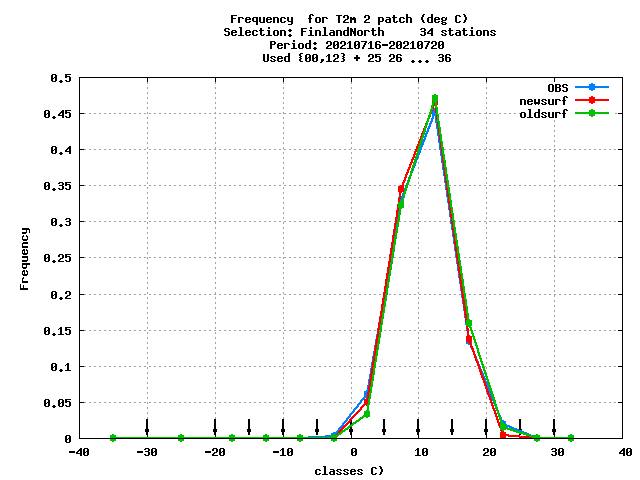 Frequency  for T2m 2 patch (deg C)
Selection: FinlandNorth     34 stations
Period: 20210716-20210720
Used {00,12} + 25 26 ... 36
OBS
newsurf
oldsurf
0.5
0.45
0.4
0.35
0.3
0.25
0.2
0.15
0.1
0.05
0
Frequency
-40 -30 -20 -10 0 10 20 30 40
classes C)